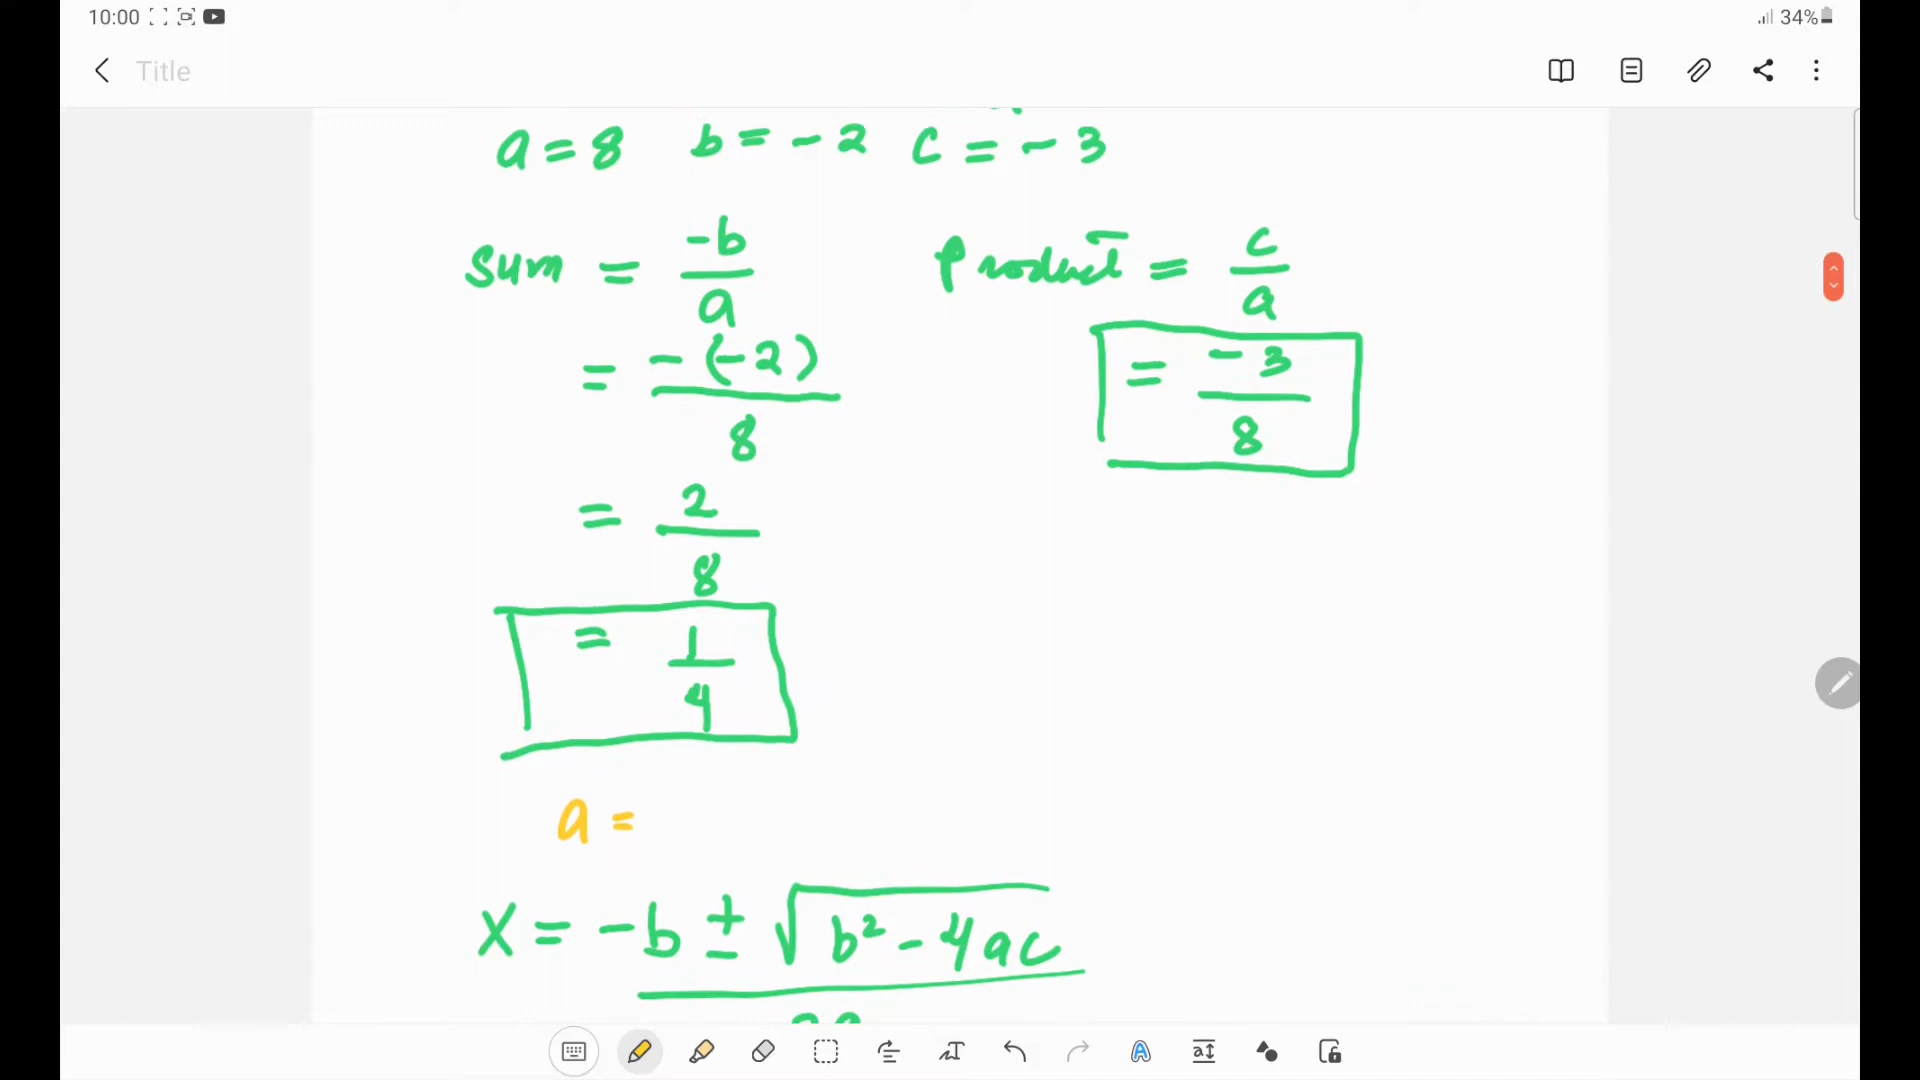 10:00 34%
Title
a = 8 b = - 2 c = - 3
Sum = -b/a Product = c/a
= -(-2)/8 = -3/8
= 2/8
= 1/4
a =
X = -b ± √b² - 4ac
2a